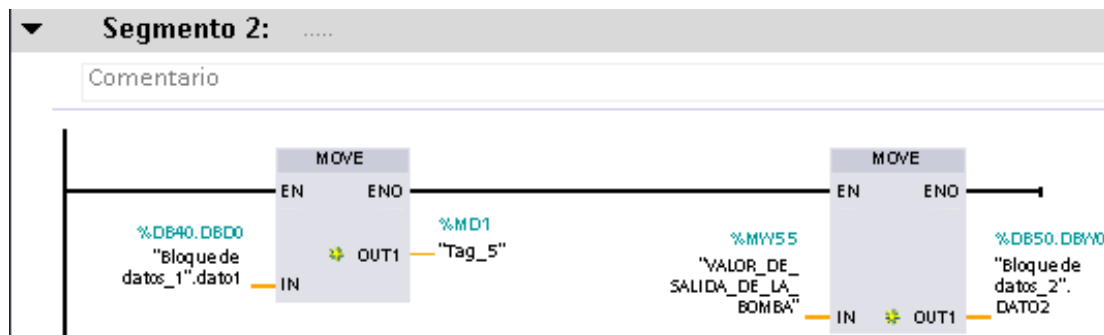 Segmento 2: .....
Comentario
MOVE
EN ENO
%DB40.DBD0
"Bloque de
datos_1".dato1
IN
OUT1
%MD1
"Tag_5"
MOVE
EN ENO
%MW55
"VALOR_DE_
SALIDA_DE_LA_
BOMBA"
IN OUT1
%DB50.DBW0
"Bloque de
datos_2".
DATO2